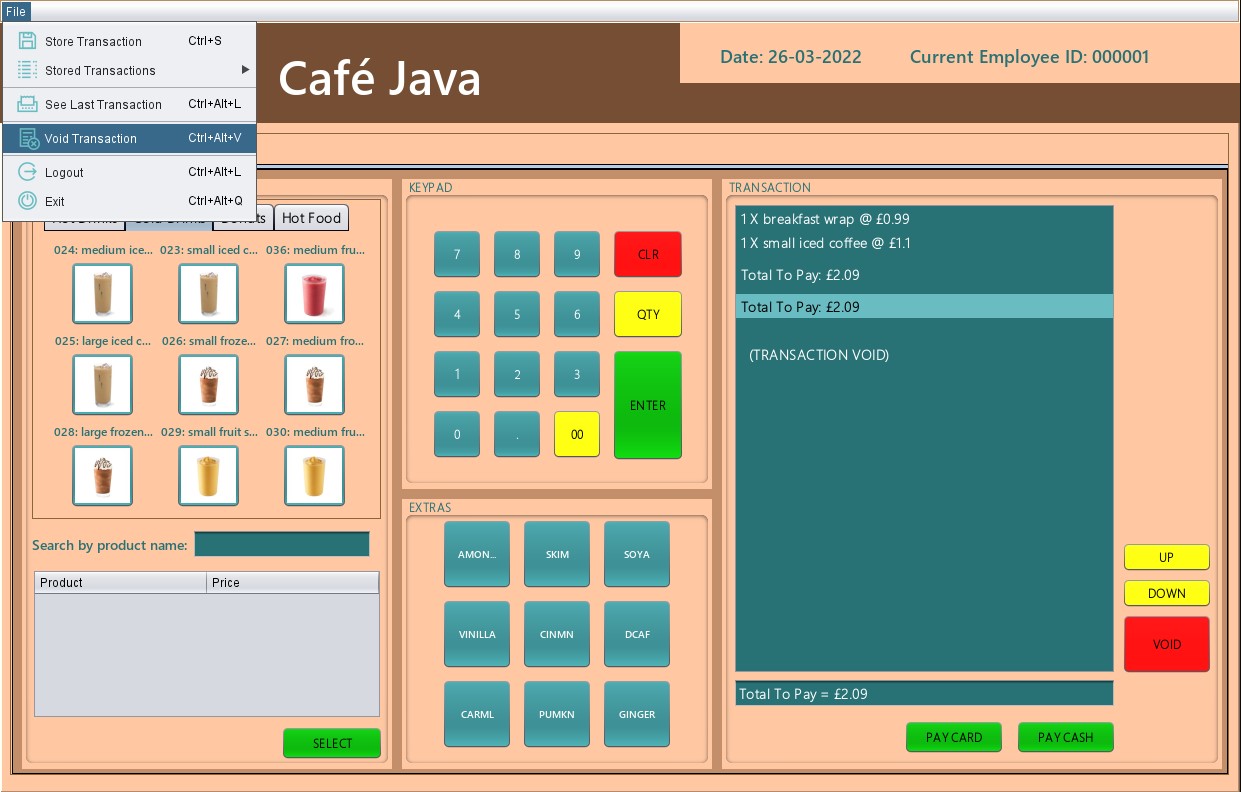 File
Store Transaction Ctrl+S
Stored Transactions
See Last Transaction Ctrl+Alt+L
Void Transaction Ctrl+Alt+V
Logout Ctrl+Alt+L
Exit Ctrl+Alt+Q
Café Java
Date: 26-03-2022 Current Employee ID: 000001
Hot Food
024: medium ice... 023: small iced c... 036: medium fru...
025: large iced c... 026: small froze... 027: medium fro...
028: large frozen... 029: small fruit s... 030: medium fru...
Search by product name:
Product Price
SELECT
KEYPAD
7 8 9 CLR
4 5 6 QTY
1 2 3 ENTER
0 . 00
EXTRAS
AMON... SKIM SOYA
VINILLA CINMN DCAF
CARML PUMKN GINGER
TRANSACTION
1 X breakfast wrap @ £0.99
1 X small iced coffee @ £1.1
Total To Pay: £2.09
Total To Pay: £2.09
(TRANSACTION VOID)
UP
DOWN
VOID
Total To Pay = £2.09
PAY CARD PAY CASH